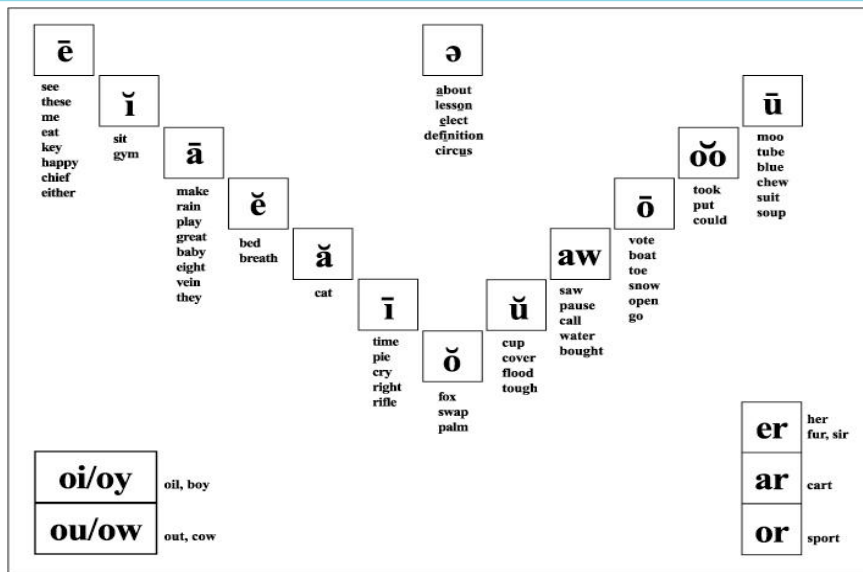 ē
see
these
me
eat
key
happy
chief
either
ĭ
sit
gym
ā
make
rain
play
great
baby
eight
vein
they
ĕ
bed
breath
ă
cat
ī
time
pie
cry
right
rifle
ŏ
fox
swap
palm
ŭ
cup
cover
flood
tough
aw
saw
pause
call
water
bought
ō
vote
boat
toe
snow
open
go
o͝o
took
put
could
ū
moo
tube
blue
chew
suit
soup
ə
about
lesson
elect
definition
circus
oi/oy oil, boy
ou/ow out, cow
er her
fur, sir
ar cart
or sport